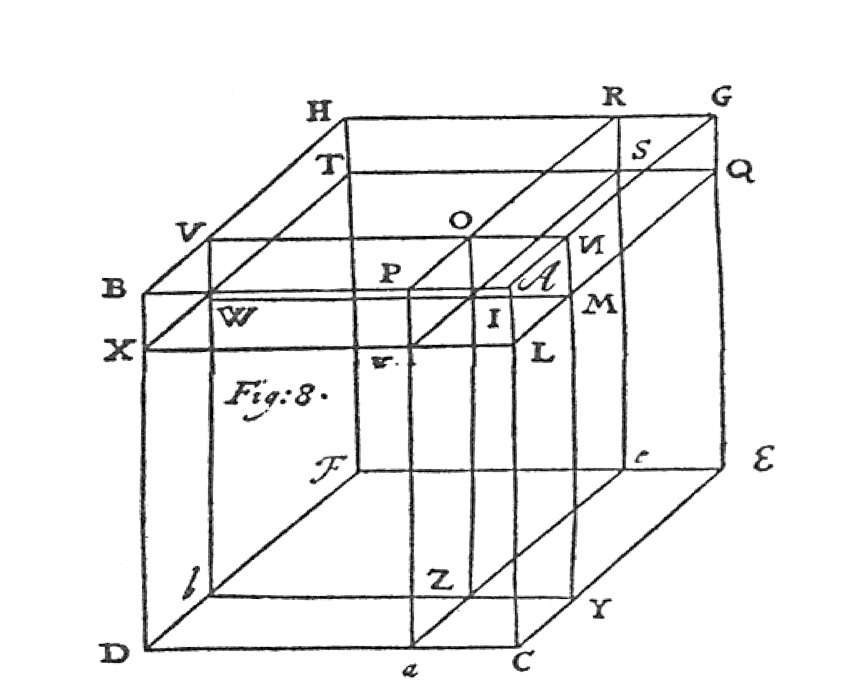 H R G
T S Q
V O N
B P A
W I M
X L
Fig: 8.
F e E
b Z Y
D a C